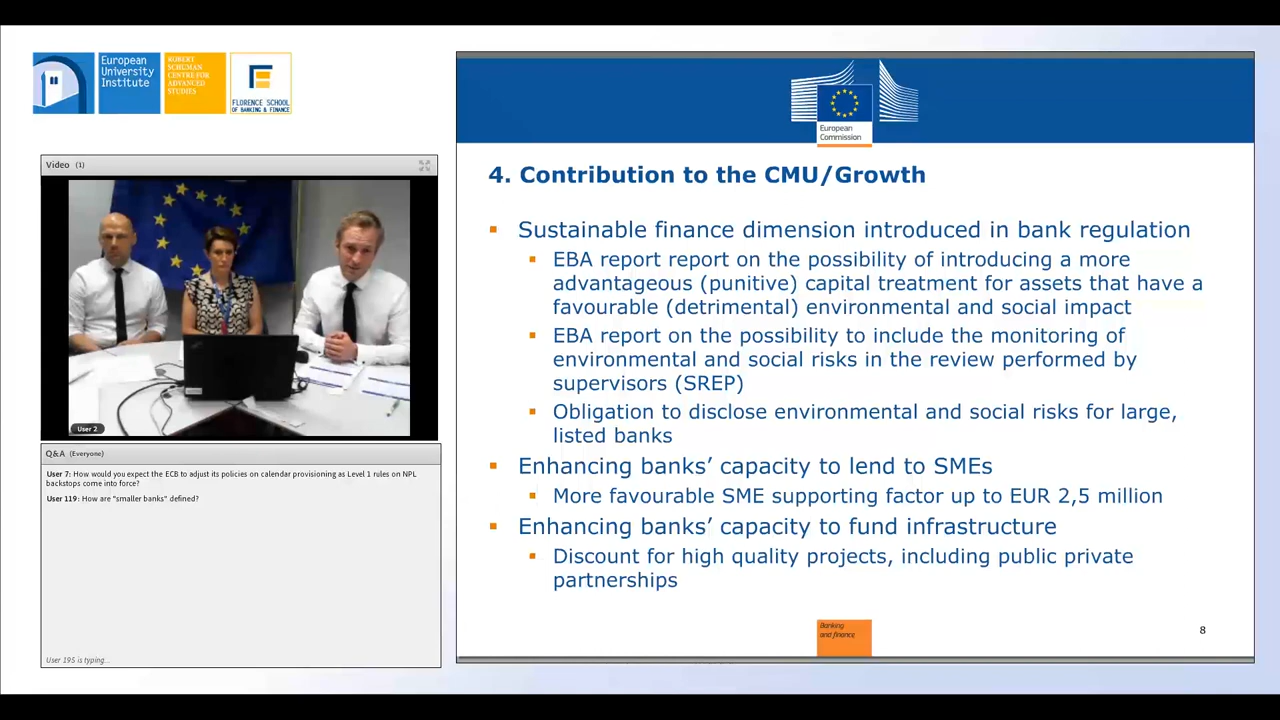 European
University
Institute
ROBERT
SCHUMAN
CENTRE FOR
ADVANCED
STUDIES
FLORENCE SCHOOL
OF BANKING & FINANCE
Video (1)
User 2
Q&A (Everyone)
User 7: How would you expect the ECB to adjust its policies on calendar provisioning as Level 1 rules on NPL
backstops come into force?
User 119: How are "smaller banks" defined?
User 195 is typing...
European
Commission
4. Contribution to the CMU/Growth
Sustainable finance dimension introduced in bank regulation
EBA report report on the possibility of introducing a more
advantageous (punitive) capital treatment for assets that have a
favourable (detrimental) environmental and social impact
EBA report on the possibility to include the monitoring of
environmental and social risks in the review performed by
supervisors (SREP)
Obligation to disclose environmental and social risks for large,
listed banks
Enhancing banks’ capacity to lend to SMEs
More favourable SME supporting factor up to EUR 2,5 million
Enhancing banks’ capacity to fund infrastructure
Discount for high quality projects, including public private
partnerships
Banking
and finance
8